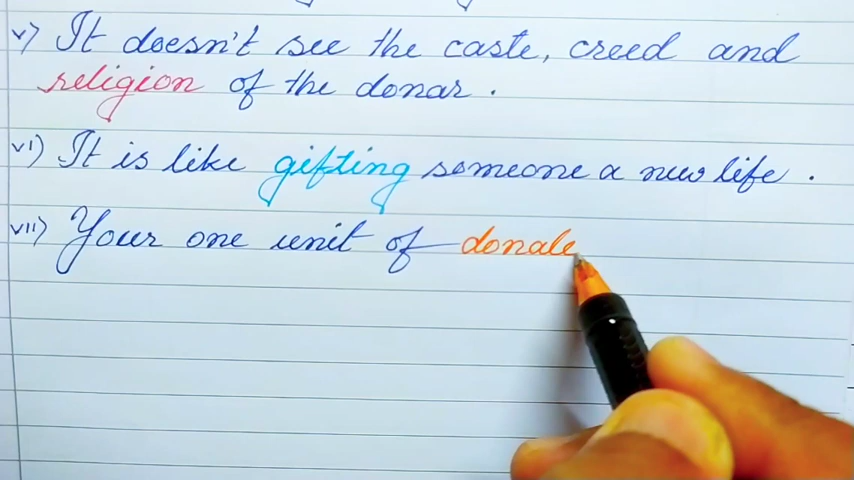 v) It doesn't see the caste, creed and
religion of the donar.
vi) It is like gifting someone a new life.
vii) Your one unit of donate